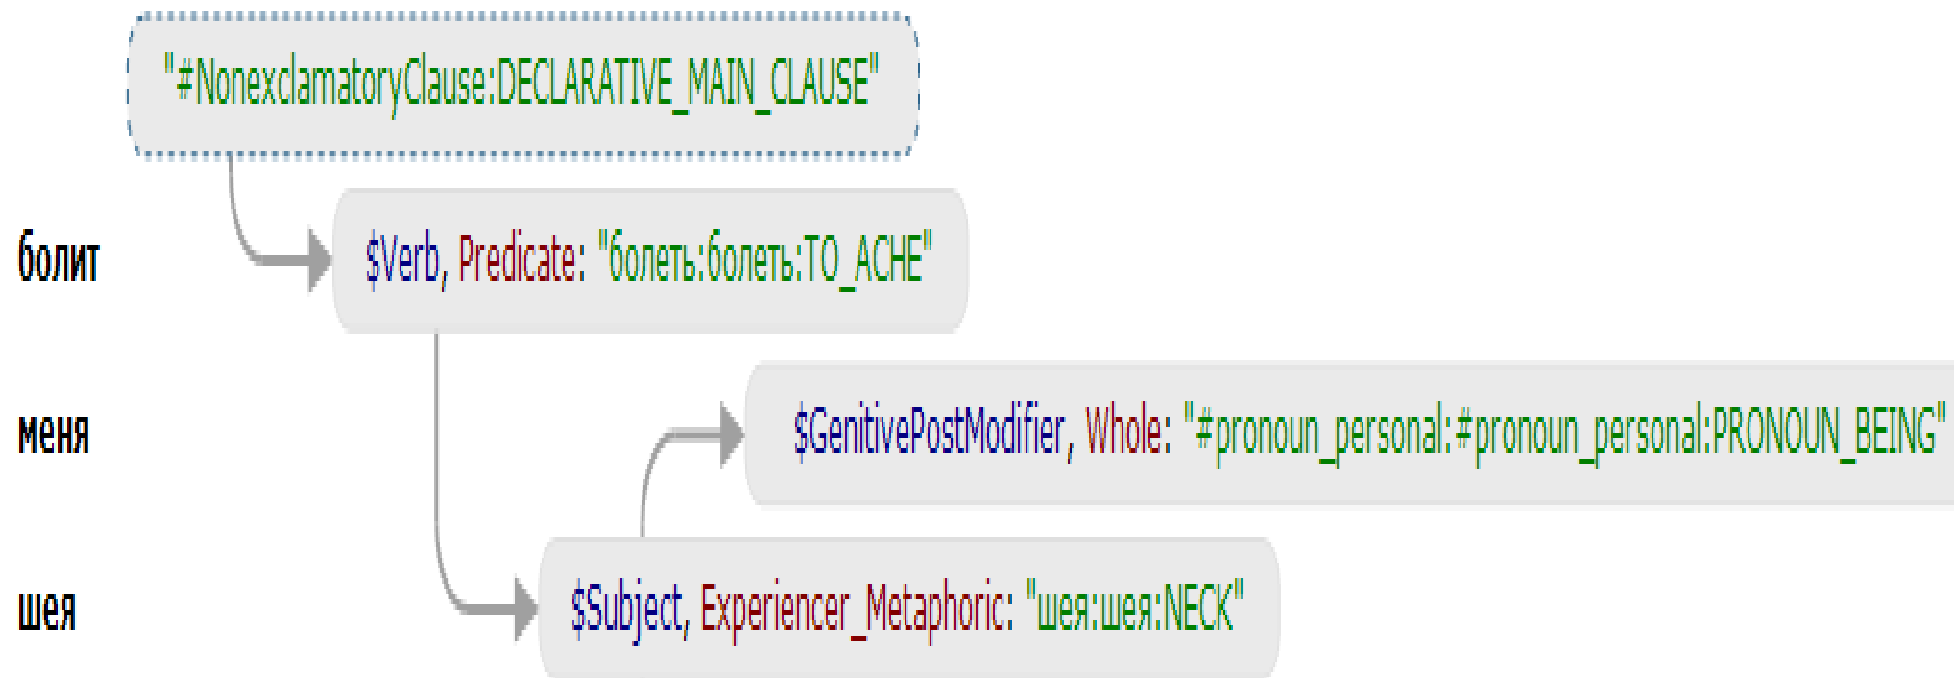 "#NonexclamatoryClause:DECLARATIVE_MAIN_CLAUSE"
болит $Verb, Predicate: "болеть:болеть:TO_ACHE"
меня $GenitivePostModifier, Whole: "#pronoun_personal:#pronoun_personal:PRONOUN_BEING"
шея $Subject, Experiencer_Metaphoric: "шея:шея:NECK"